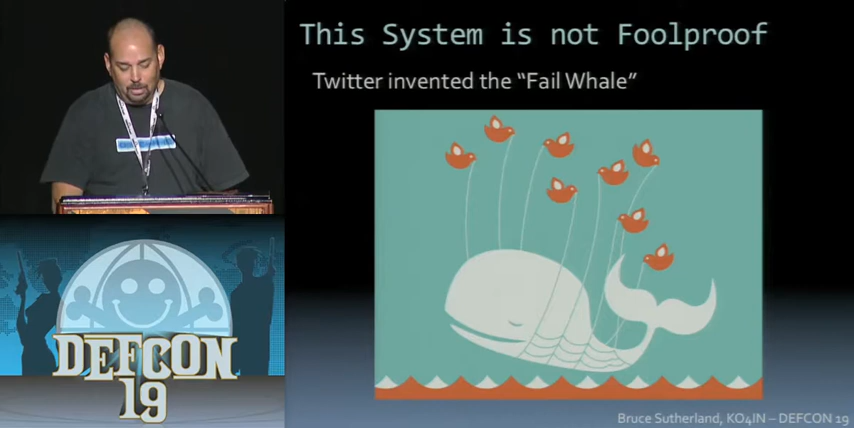 This System is not Foolproof
Twitter invented the “Fail Whale”
DEFCON
19
Bruce Sutherland, KO4IN – DEFCON 19